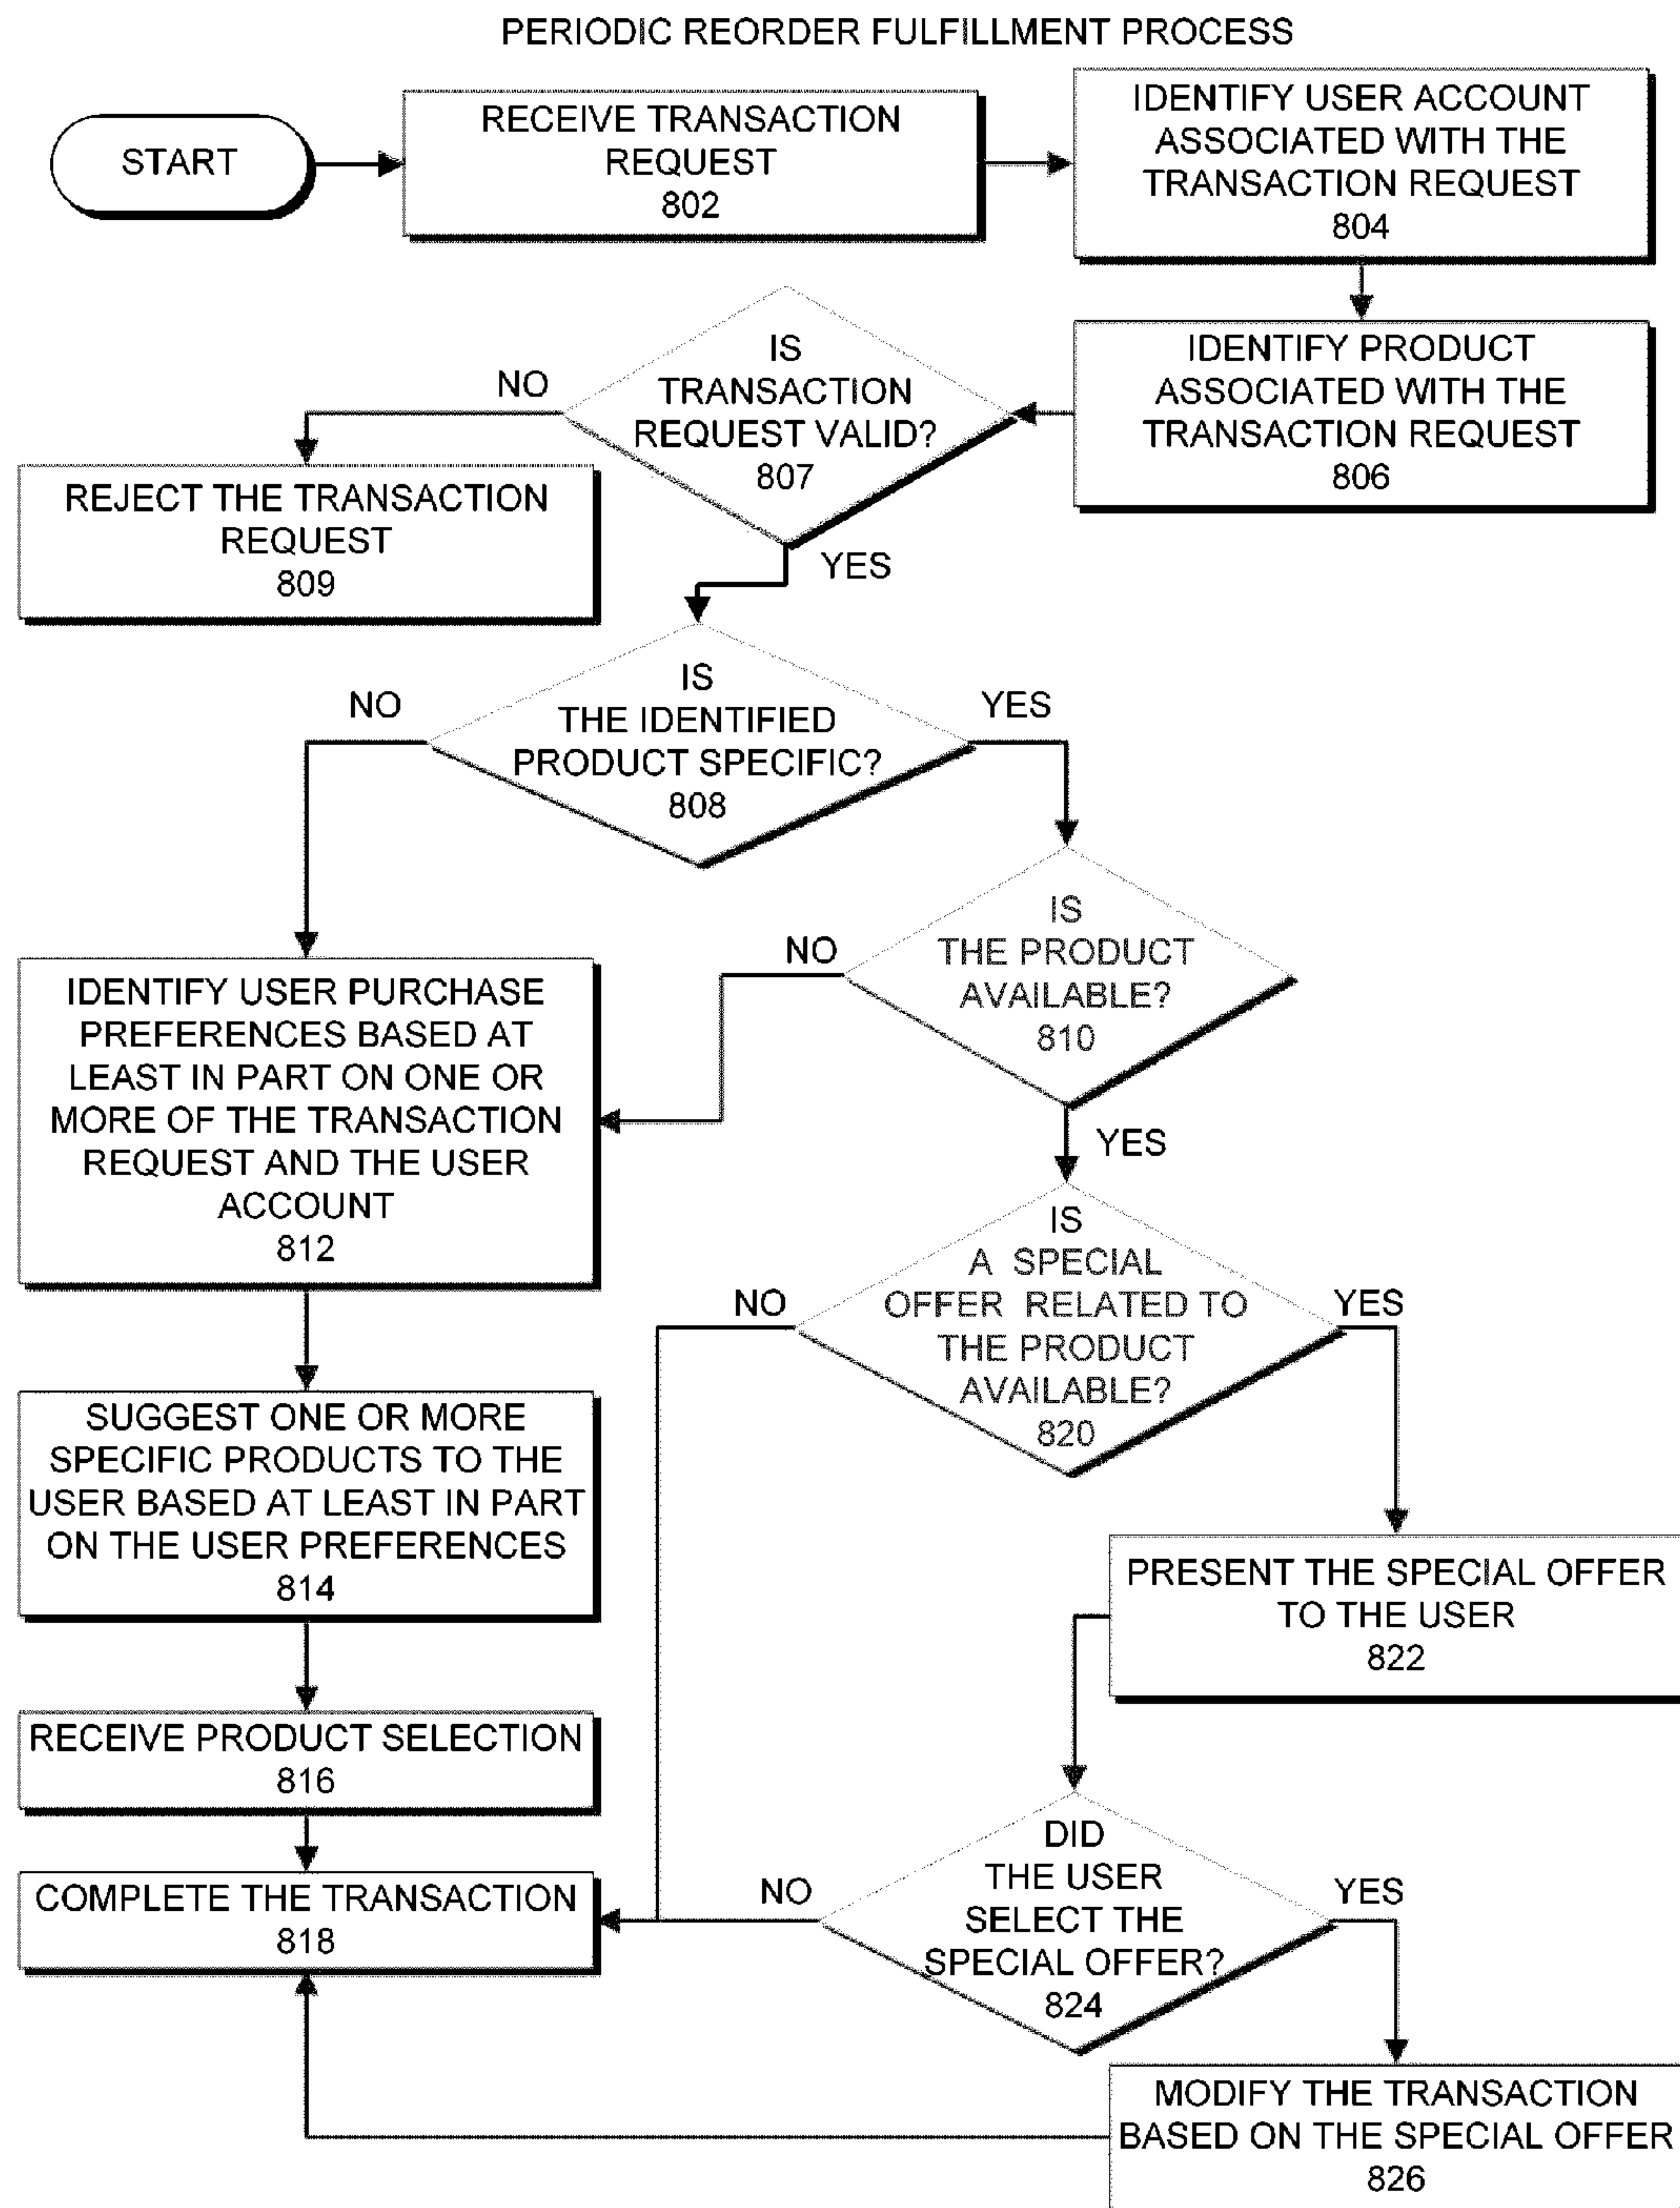 PERIODIC REORDER FULFILLMENT PROCESS
START
RECEIVE TRANSACTION
REQUEST
802
IDENTIFY USER ACCOUNT
ASSOCIATED WITH THE
TRANSACTION REQUEST
804
IDENTIFY PRODUCT
ASSOCIATED WITH THE
TRANSACTION REQUEST
806
IS
TRANSACTION
REQUEST VALID?
807
NO
REJECT THE TRANSACTION
REQUEST
809
YES
IS
THE IDENTIFIED
PRODUCT SPECIFIC?
808
NO
YES
IS
THE PRODUCT
AVAILABLE?
810
NO
IDENTIFY USER PURCHASE
PREFERENCES BASED AT
LEAST IN PART ON ONE OR
MORE OF THE TRANSACTION
REQUEST AND THE USER
ACCOUNT
812
YES
IS
A SPECIAL
OFFER RELATED TO
THE PRODUCT
AVAILABLE?
820
NO
YES
SUGGEST ONE OR MORE
SPECIFIC PRODUCTS TO THE
USER BASED AT LEAST IN PART
ON THE USER PREFERENCES
814
PRESENT THE SPECIAL OFFER
TO THE USER
822
RECEIVE PRODUCT SELECTION
816
COMPLETE THE TRANSACTION
818
DID
THE USER
SELECT THE
SPECIAL OFFER?
824
NO
YES
MODIFY THE TRANSACTION
BASED ON THE SPECIAL OFFER
826